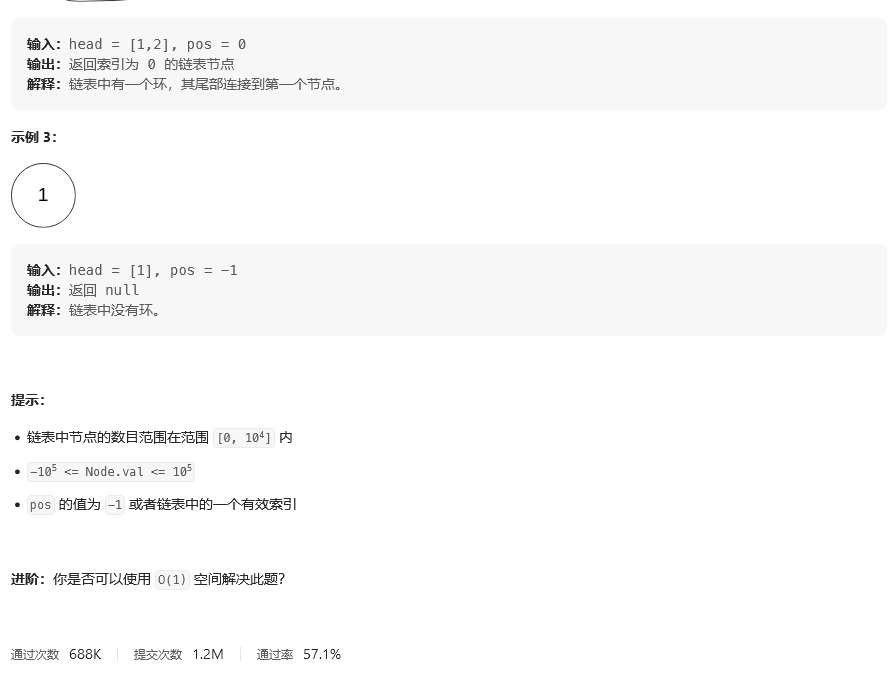 输入：head = [1,2], pos = 0
输出：返回索引为 0 的链表节点
解释：链表中有一个环，其尾部连接到第一个节点。
示例 3：
1
输入：head = [1], pos = -1
输出：返回 null
解释：链表中没有环。
提示：
• 链表中节点的数目范围在范围 [0, 10⁴] 内
• -10⁵ <= Node.val <= 10⁵
• pos 的值为 -1 或者链表中的一个有效索引
进阶：你是否可以使用 O(1) 空间解决此题？
通过次数 688K 提交次数 1.2M 通过率 57.1%